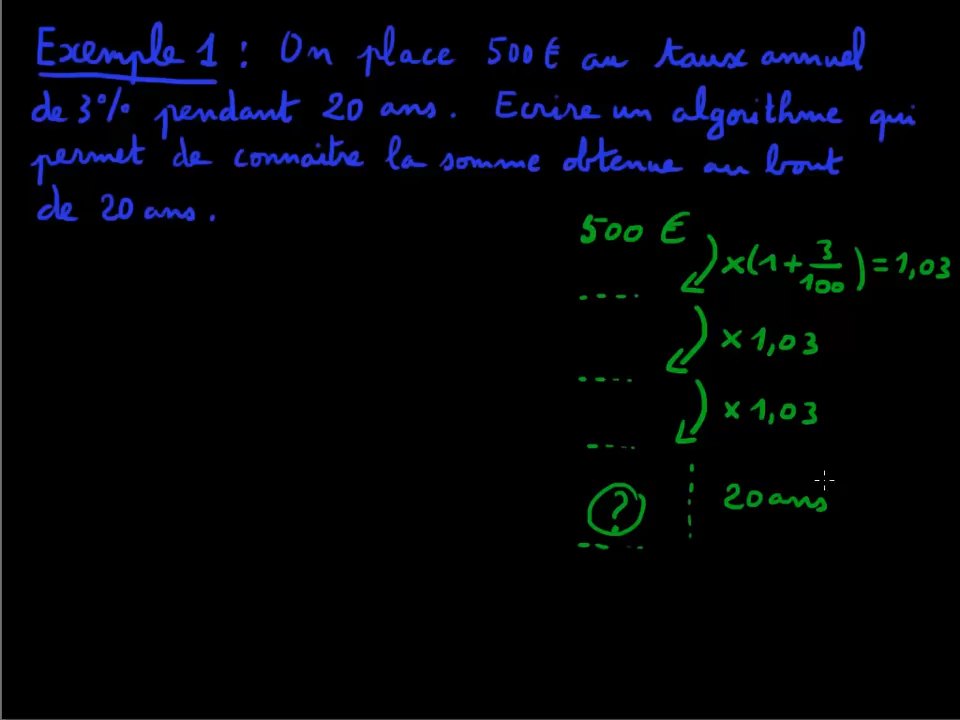 Exemple 1 : On place 500 € au taux annuel
de 3% pendant 20 ans. Ecrire un algorithme qui
permet de connaitre la somme obtenue au bout
de 20 ans.
500 €
×(1+3/100)=1,03
×1,03
×1,03
? 20 ans